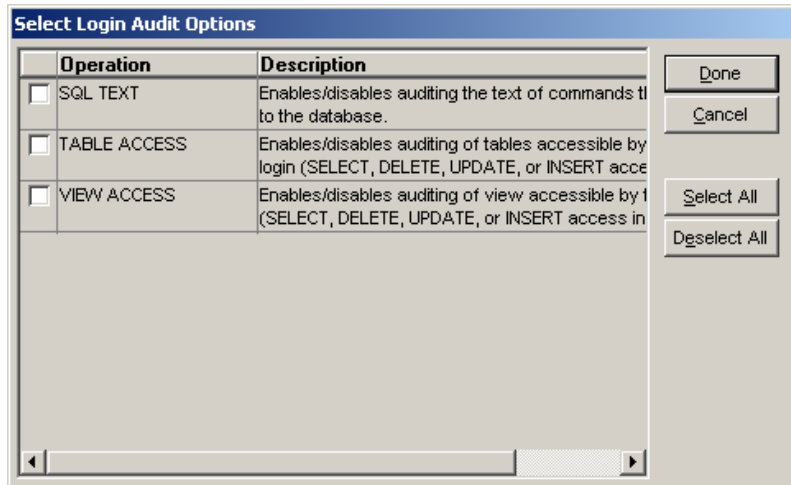 Select Login Audit Options
Operation Description
SQL TEXT Enables/disables auditing the text of commands
to the database.
TABLE ACCESS Enables/disables auditing of tables accessible by
login (SELECT, DELETE, UPDATE, or INSERT
VIEW ACCESS Enables/disables auditing of view accessible by
(SELECT, DELETE, UPDATE, or INSERT access in
Done
Cancel
Select All
Deselect All